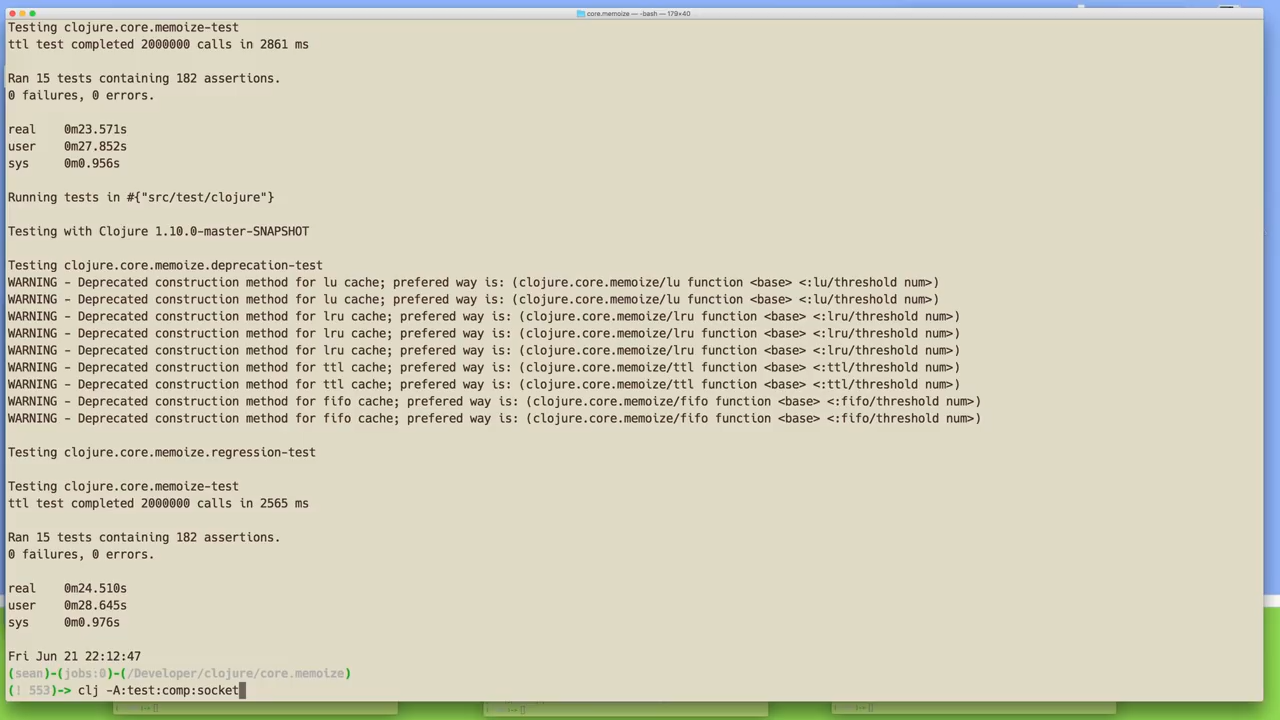 core.memoize — -bash — 179×40
Testing clojure.core.memoize-test
ttl test completed 2000000 calls in 2861 ms
Ran 15 tests containing 182 assertions.
0 failures, 0 errors.
real    0m23.571s
user    0m27.852s
sys     0m0.956s
Running tests in #{"src/test/clojure"}
Testing with Clojure 1.10.0-master-SNAPSHOT
Testing clojure.core.memoize.deprecation-test
WARNING - Deprecated construction method for lu cache; prefered way is: (clojure.core.memoize/lu function <base> <:lu/threshold num>)
WARNING - Deprecated construction method for lu cache; prefered way is: (clojure.core.memoize/lu function <base> <:lu/threshold num>)
WARNING - Deprecated construction method for lru cache; prefered way is: (clojure.core.memoize/lru function <base> <:lru/threshold num>)
WARNING - Deprecated construction method for lru cache; prefered way is: (clojure.core.memoize/lru function <base> <:lru/threshold num>)
WARNING - Deprecated construction method for lru cache; prefered way is: (clojure.core.memoize/lru function <base> <:lru/threshold num>)
WARNING - Deprecated construction method for ttl cache; prefered way is: (clojure.core.memoize/ttl function <base> <:ttl/threshold num>)
WARNING - Deprecated construction method for ttl cache; prefered way is: (clojure.core.memoize/ttl function <base> <:ttl/threshold num>)
WARNING - Deprecated construction method for fifo cache; prefered way is: (clojure.core.memoize/fifo function <base> <:fifo/threshold num>)
WARNING - Deprecated construction method for fifo cache; prefered way is: (clojure.core.memoize/fifo function <base> <:fifo/threshold num>)
Testing clojure.core.memoize.regression-test
Testing clojure.core.memoize-test
ttl test completed 2000000 calls in 2565 ms
Ran 15 tests containing 182 assertions.
0 failures, 0 errors.
real    0m24.510s
user    0m28.645s
sys     0m0.976s
Fri Jun 21 22:12:47
(sean)-(jobs:0)-(/Developer/clojure/core.memoize)
(! 553)-> clj -A:test:comp:socket